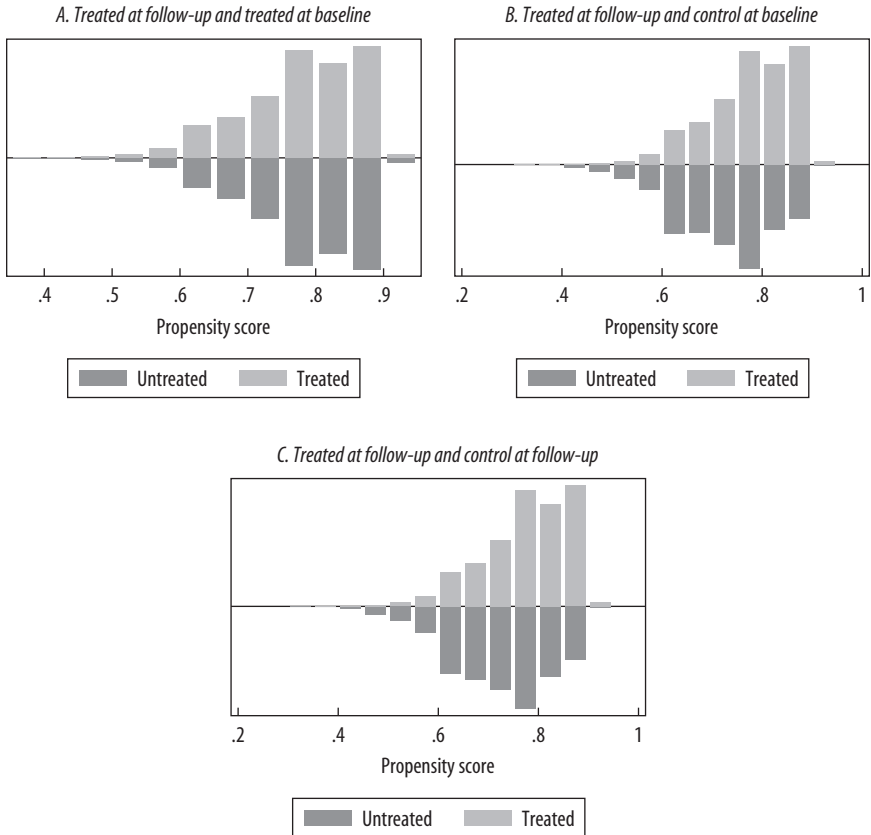 A. Treated at follow-up and treated at baseline
.4 .5 .6 .7 .8 .9
Propensity score
Untreated Treated
B. Treated at follow-up and control at baseline
.2 .4 .6 .8 1
Propensity score
Untreated Treated
C. Treated at follow-up and control at follow-up
.2 .4 .6 .8 1
Propensity score
Untreated Treated